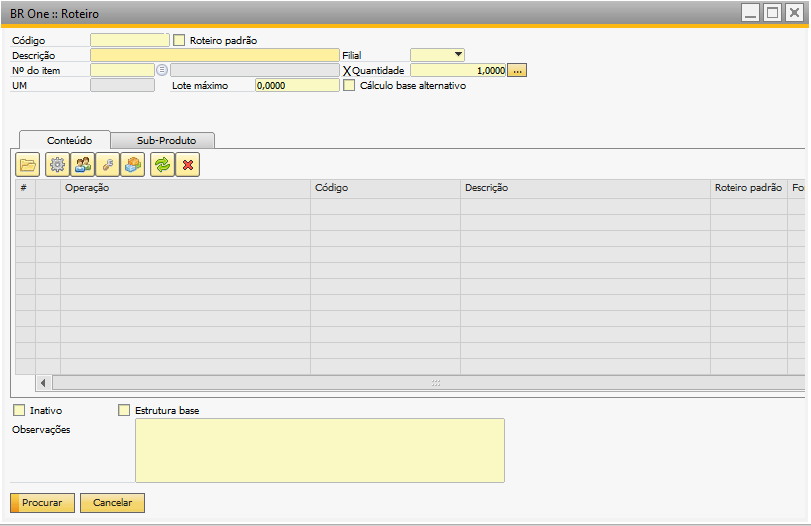 BR One :: Roteiro
Código Roteiro padrão
Descrição Filial
Nº do item X Quantidade 1,0000 ...
UM Lote máximo 0,0000 Cálculo base alternativo
Conteúdo Sub-Produto
# Operação Código Descrição Roteiro padrão For
Inativo Estrutura base
Observações
Procurar Cancelar